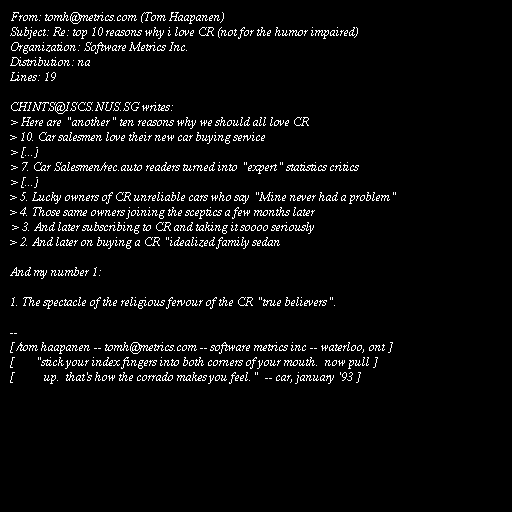 From: tomh@metrics.com (Tom Haapanen)
Subject: Re: top 10 reasons why i love CR (not for the humor impaired)
Organization: Software Metrics Inc.
Distribution: na
Lines: 19

CHINTS@ISCS.NUS.SG writes:
> Here are "another" ten reasons why we should all love CR
> 10. Car salesmen love their new car buying service
> [...]
> 7. Car Salesmen/rec.auto readers turned into "expert" statistics critics
> [...]
> 5. Lucky owners of CR unreliable cars who say "Mine never had a problem"
> 4. Those same owners joining the sceptics a few months later
> 3. And later subscribing to CR and taking it soooo seriously
> 2. And later on buying a CR "idealized family sedan

And my number 1:

1. The spectacle of the religious fervour of the CR "true believers".

--
[ /tom haapanen -- tomh@metrics.com -- software metrics inc -- waterloo, ont ]
[ "stick your index fingers into both corners of your mouth. now pull ]
[ up. that's how the corrado makes you feel." -- car, january '93 ]